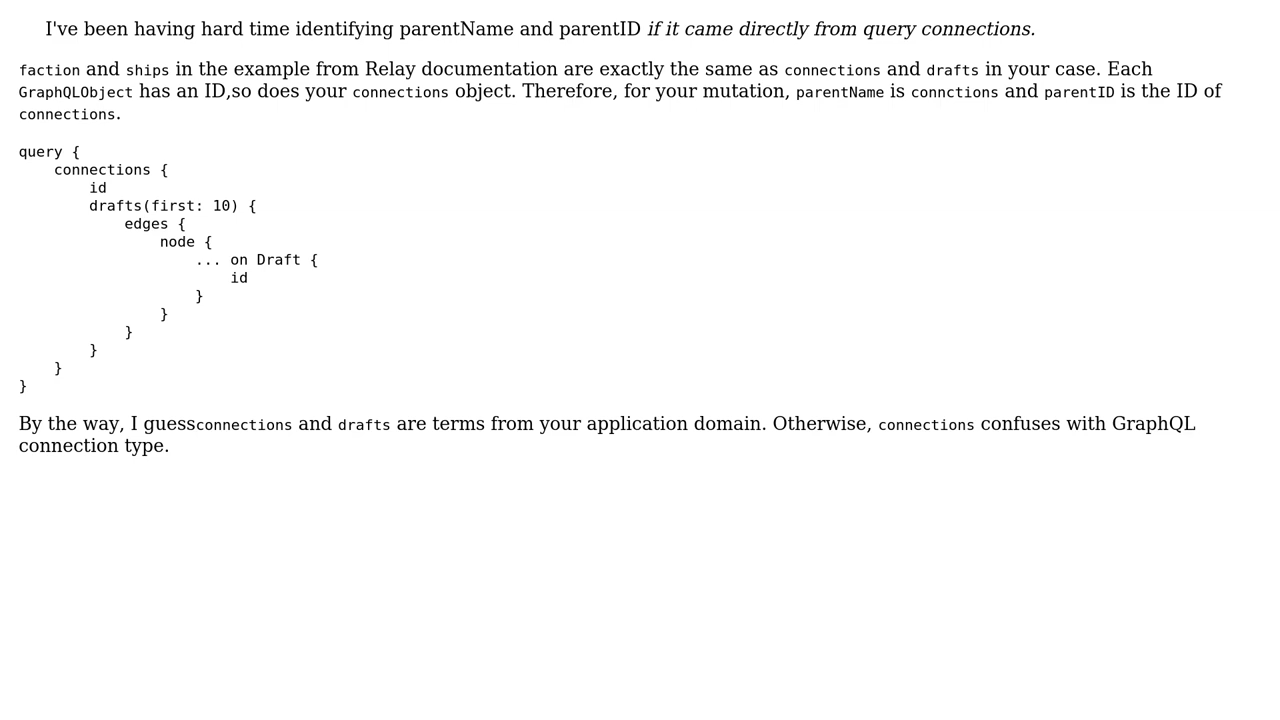 I've been having hard time identifying parentName and parentID if it came directly from query connections.
faction and ships in the example from Relay documentation are exactly the same as connections and drafts in your case. Each
GraphQLObject has an ID,so does your connections object. Therefore, for your mutation, parentName is connctions and parentID is the ID of
connections.
query {
    connections {
        id
        drafts(first: 10) {
            edges {
                node {
                    ... on Draft {
                        id
                    }
                }
            }
        }
    }
}
By the way, I guessconnections and drafts are terms from your application domain. Otherwise, connections confuses with GraphQL
connection type.